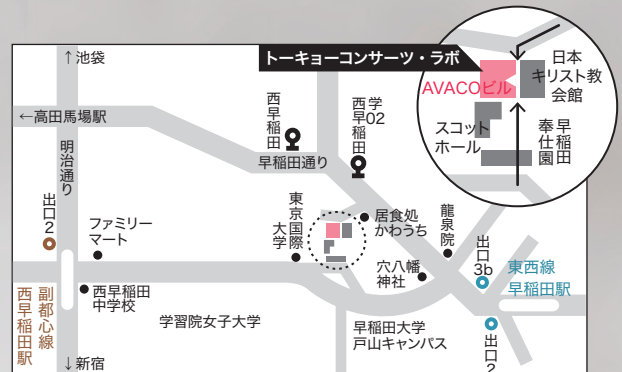 ↑池袋
トーキョーコンサーツ・ラボ
日本
キリスト教
会館
AVACOビル
スコット
ホール
早稲田
奉仕園
←高田馬場駅
西早稲田
学02
西早稲田
早稲田通り
明治通り
出口2
ファミリー
マート
東京国際
大学
居食処
かわうち
龍泉院
出口
3b
東西線
早稲田駅
穴八幡
神社
副都心線
西早稲田駅
西早稲田
中学校
学習院女子大学
早稲田大学
戸山キャンパス
出口2
↓新宿